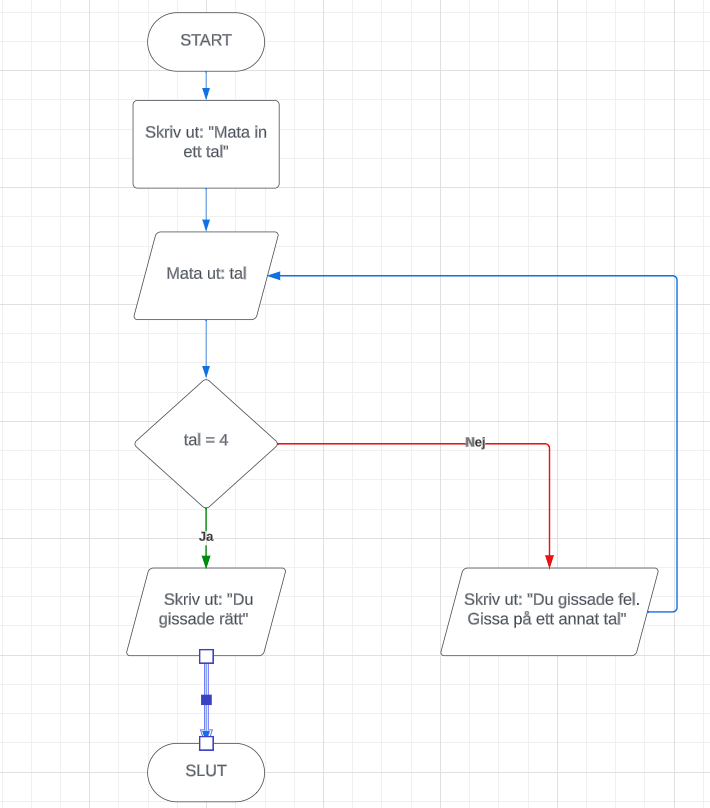 START
Skriv ut: "Mata in
ett tal"
Mata ut: tal
tal = 4
Nej
Ja
Skriv ut: "Du
gissade rätt"
Skriv ut: "Du gissade fel.
Gissa på ett annat tal"
SLUT